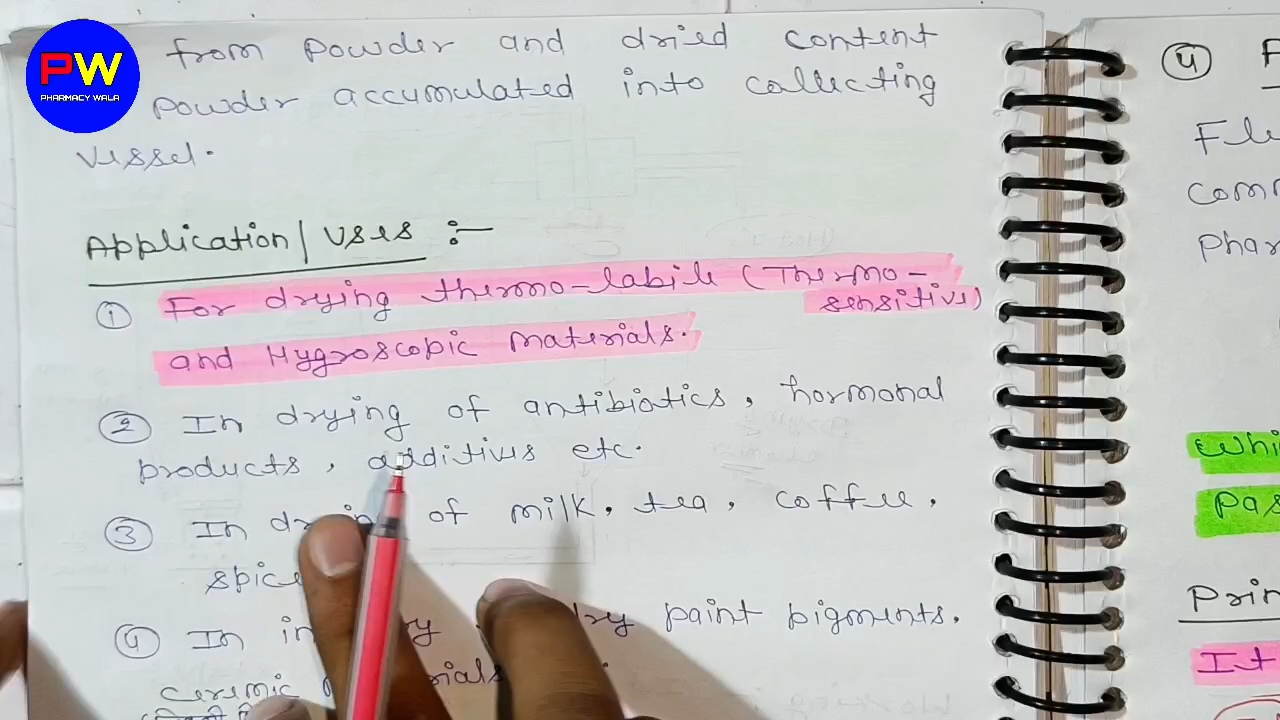 PW
PHARMACY WALA
from powder and dried content
powder accumulated into collecting
vessel.
Application/Uses :-
① For drying thermo-labile (Thermo-
sensitive)
and Hygroscopic materials.
② In drying of antibiotics, hormonal
products, additives etc.
③ In of milk, tea, coffee,
④ In dry paint pigments.
ceremic
④